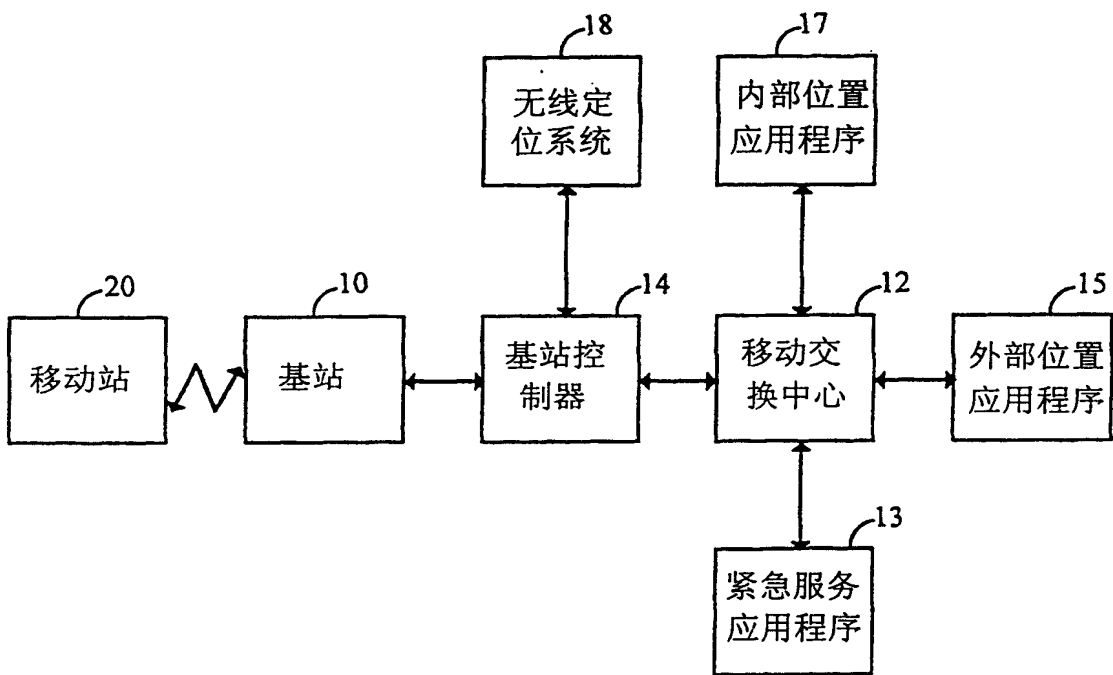 18
无线定
位系统
17
内部位置
应用程序
20
移动站
10
基站
14
基站控
制器
12
移动交
换中心
15
外部位置
应用程序
13
紧急服务
应用程序